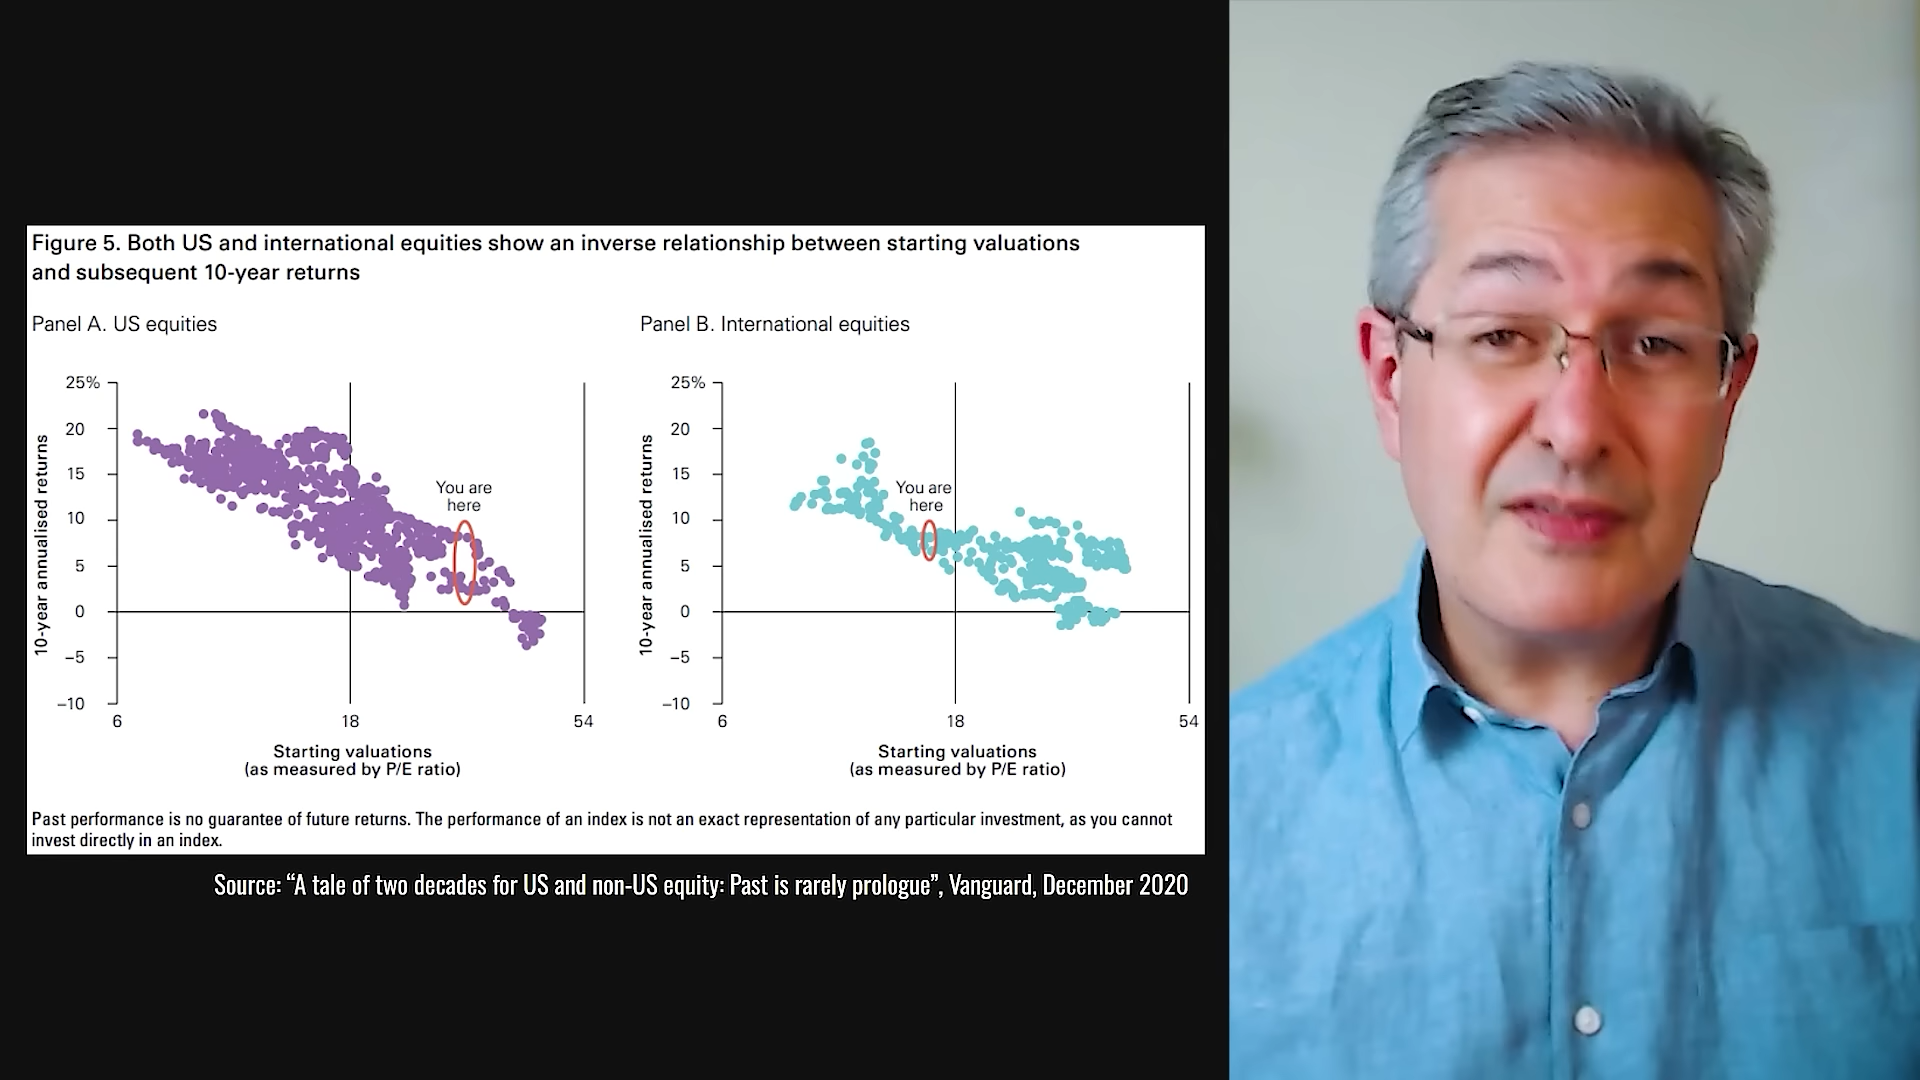 Figure 5. Both US and international equities show an inverse relationship between starting valuations
and subsequent 10-year returns
Panel A. US equities
25%
20
15
10
5
0
–5
–10
10-year annualised returns
You are
here
6
18
54
Starting valuations
(as measured by P/E ratio)
Panel B. International equities
25%
20
15
10
5
0
–5
–10
10-year annualised returns
You are
here
6
18
54
Starting valuations
(as measured by P/E ratio)
Past performance is no guarantee of future returns. The performance of an index is not an exact representation of any particular investment, as you cannot
invest directly in an index.
Source: “A tale of two decades for US and non-US equity: Past is rarely prologue”, Vanguard, December 2020